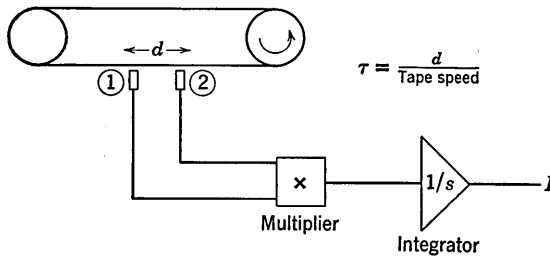 ←d→
① ②
τ = d / Tape speed
×
Multiplier
1/s
Integrator